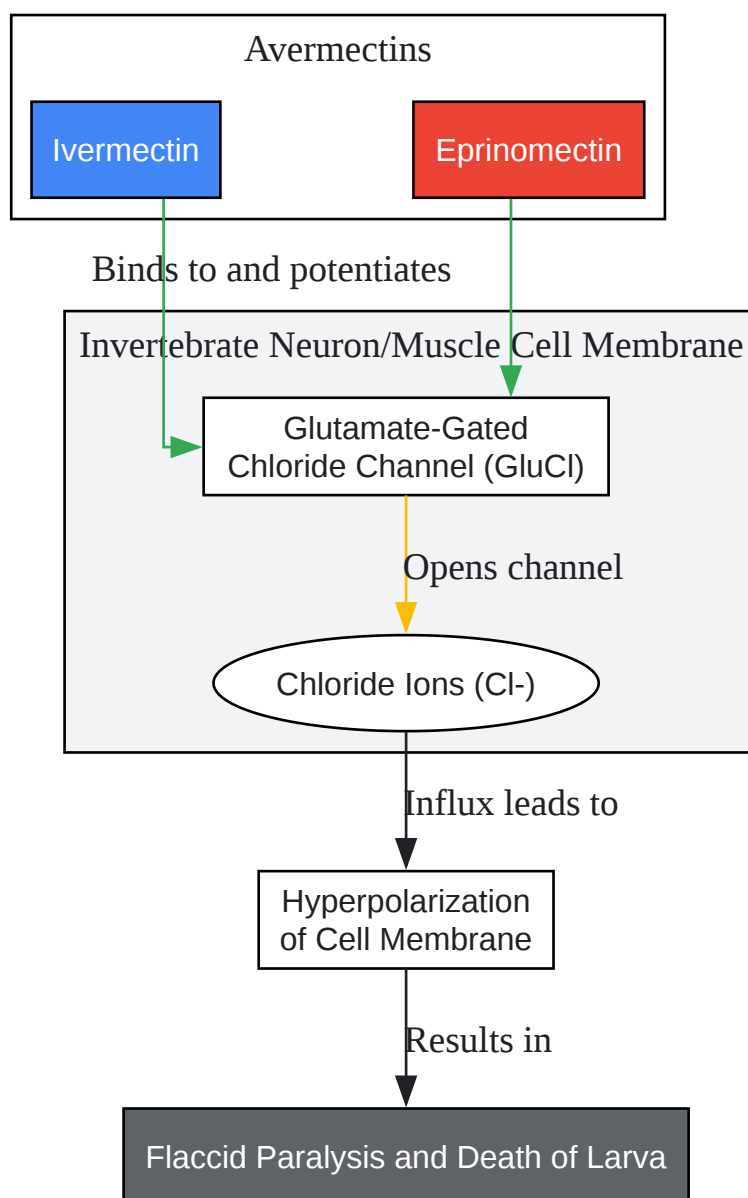 Avermectins
Ivermectin
Eprinomectin
Binds to and potentiates
Invertebrate Neuron/Muscle Cell Membrane
Glutamate-Gated
Chloride Channel (GluCl)
Opens channel
Chloride Ions (Cl-)
Influx leads to
Hyperpolarization
of Cell Membrane
Results in
Flaccid Paralysis and Death of Larva